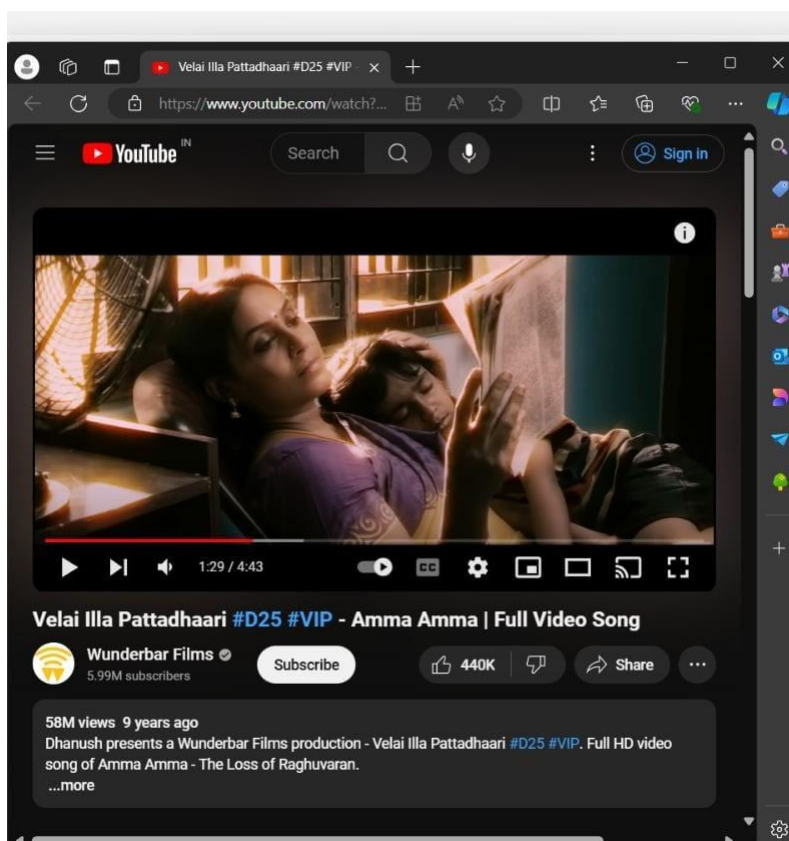 Velai Illa Pattadhaari #D25 #VIP -
https://www.youtube.com/watch?...
YouTube IN
Search
Sign in
1:29 / 4:43
CC
Velai Illa Pattadhaari #D25 #VIP - Amma Amma | Full Video Song
Wunderbar Films
5.99M subscribers
Subscribe
440K
Share
58M views 9 years ago
Dhanush presents a Wunderbar Films production - Velai Illa Pattadhaari #D25 #VIP. Full HD video
song of Amma Amma - The Loss of Raghuvaran.
...more